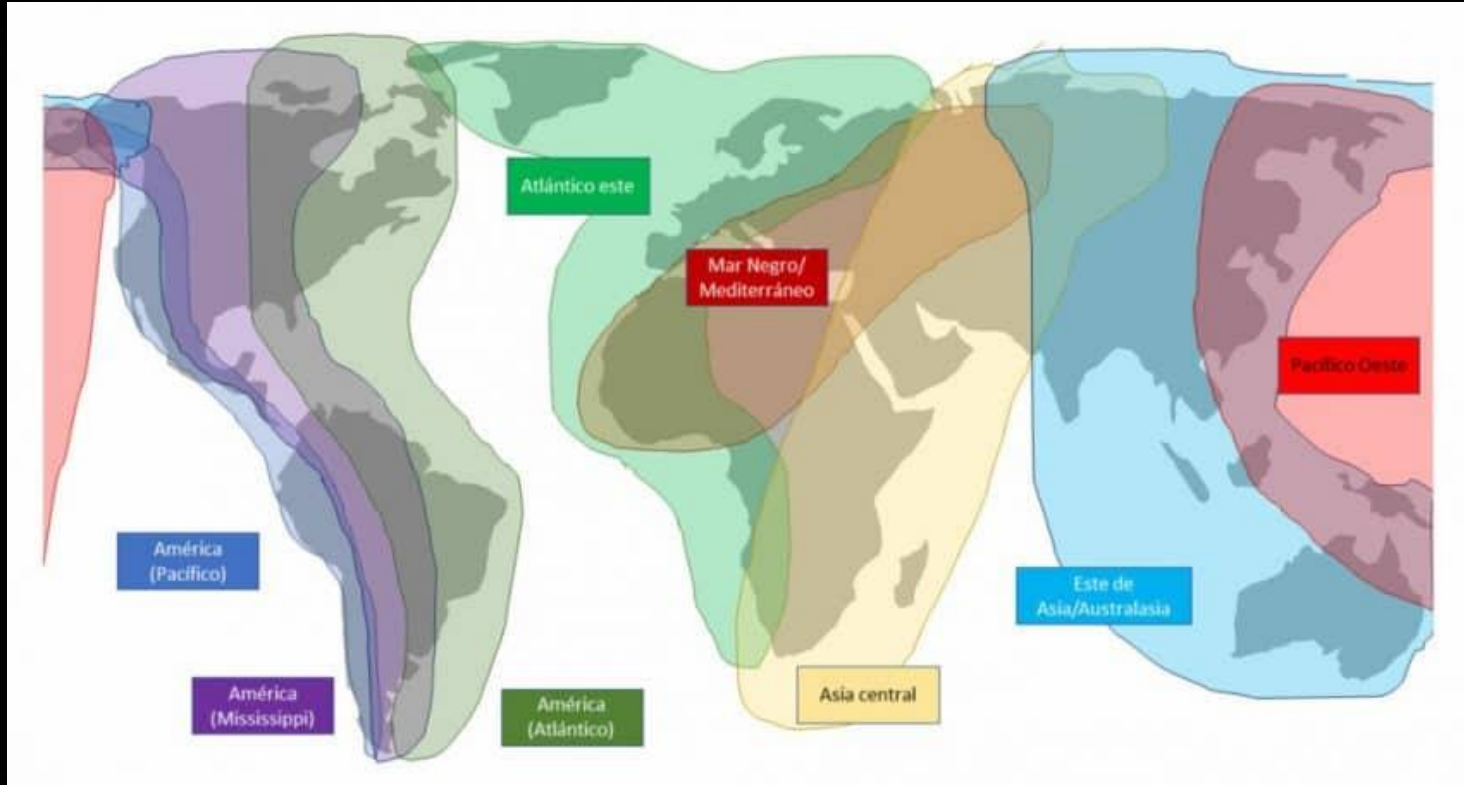 Atlántico este
Mar Negro/
Mediterráneo
Pacífico Oeste
América
(Pacífico)
Este de
Asia/Australasia
América
(Mississippi)
América
(Atlántico)
Asia central